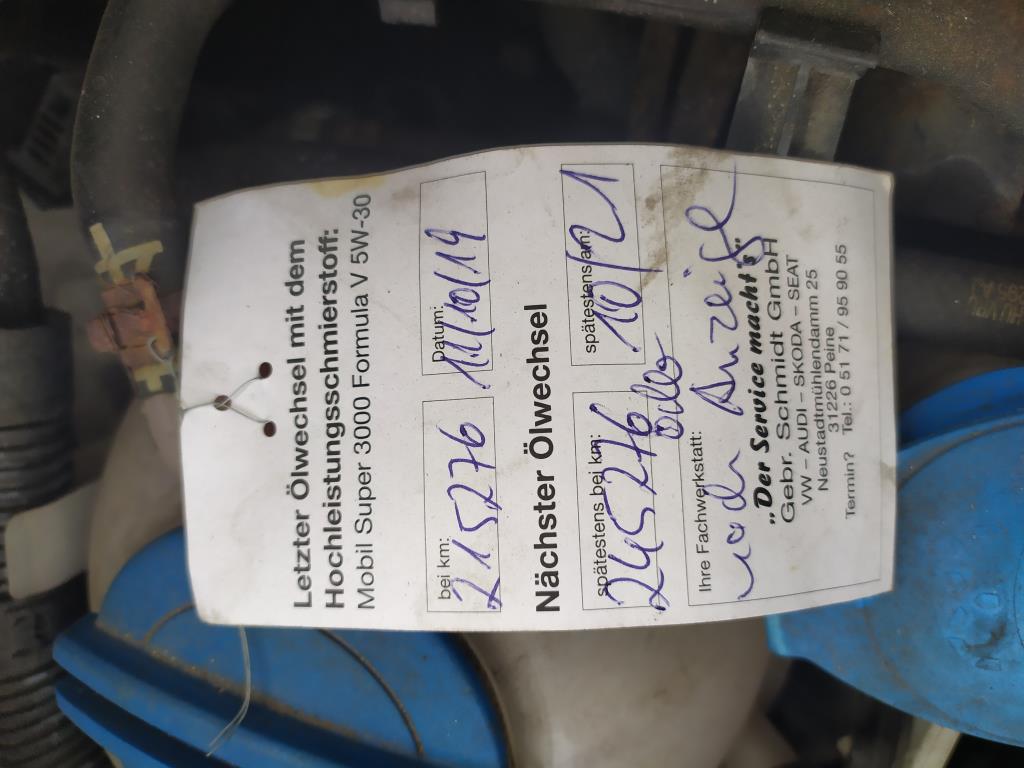 Letzter Ölwechsel mit dem
Hochleistungsschmierstoff:
Mobil Super 3000 Formula V 5W-30
bei km: Datum:
215276 11/10/19
Nächster Ölwechsel
spätestens bei km: spätestens am:
245276 10/21
oder
Ihre Fachwerkstatt:
nach Anzeige
„Der Service macht's„
Gebr. Schmidt GmbH
VW – AUDI – SKODA – SEAT
Neustadtmühlendamm 25
31226 Peine
Termin? Tel.: 0 51 71 / 95 90 55